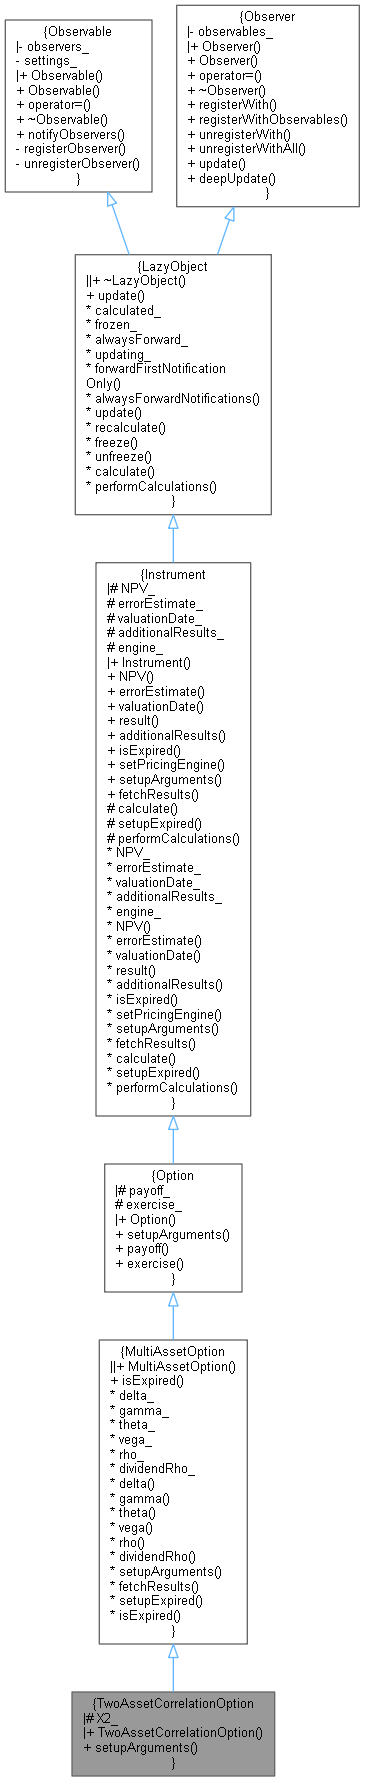 {Observable
|- observers_
- settings_
|+ Observable()
+ Observable()
+ operator=()
+ ~Observable()
+ notifyObservers()
- registerObserver()
- unregisterObserver()
}
{Observer
|- observables_
|+ Observer()
+ Observer()
+ operator=()
+ ~Observer()
+ registerWith()
+ registerWithObservables()
+ unregisterWith()
+ unregisterWithAll()
+ update()
+ deepUpdate()
}
{LazyObject
||+ ~LazyObject()
+ update()
* calculated_
* frozen_
* alwaysForward_
* updating_
* forwardFirstNotification
Only()
* alwaysForwardNotifications()
* update()
* recalculate()
* freeze()
* unfreeze()
* calculate()
* performCalculations()
}
{Instrument
|# NPV_
# errorEstimate_
# valuationDate_
# additionalResults_
# engine_
|+ Instrument()
+ NPV()
+ errorEstimate()
+ valuationDate()
+ result()
+ additionalResults()
+ isExpired()
+ setPricingEngine()
+ setupArguments()
+ fetchResults()
# calculate()
# setupExpired()
# performCalculations()
* NPV_
* errorEstimate_
* valuationDate_
* additionalResults_
* engine_
* NPV()
* errorEstimate()
* valuationDate()
* result()
* additionalResults()
* isExpired()
* setPricingEngine()
* setupArguments()
* fetchResults()
* calculate()
* setupExpired()
* performCalculations()
}
{Option
|# payoff_
# exercise_
|+ Option()
+ setupArguments()
+ payoff()
+ exercise()
}
{MultiAssetOption
||+ MultiAssetOption()
+ isExpired()
* delta_
* gamma_
* theta_
* vega_
* rho_
* dividendRho_
* delta()
* gamma()
* theta()
* vega()
* rho()
* dividendRho()
* setupArguments()
* fetchResults()
* setupExpired()
* isExpired()
}
{TwoAssetCorrelationOption
|# X2_
|+ TwoAssetCorrelationOption()
+ setupArguments()
}